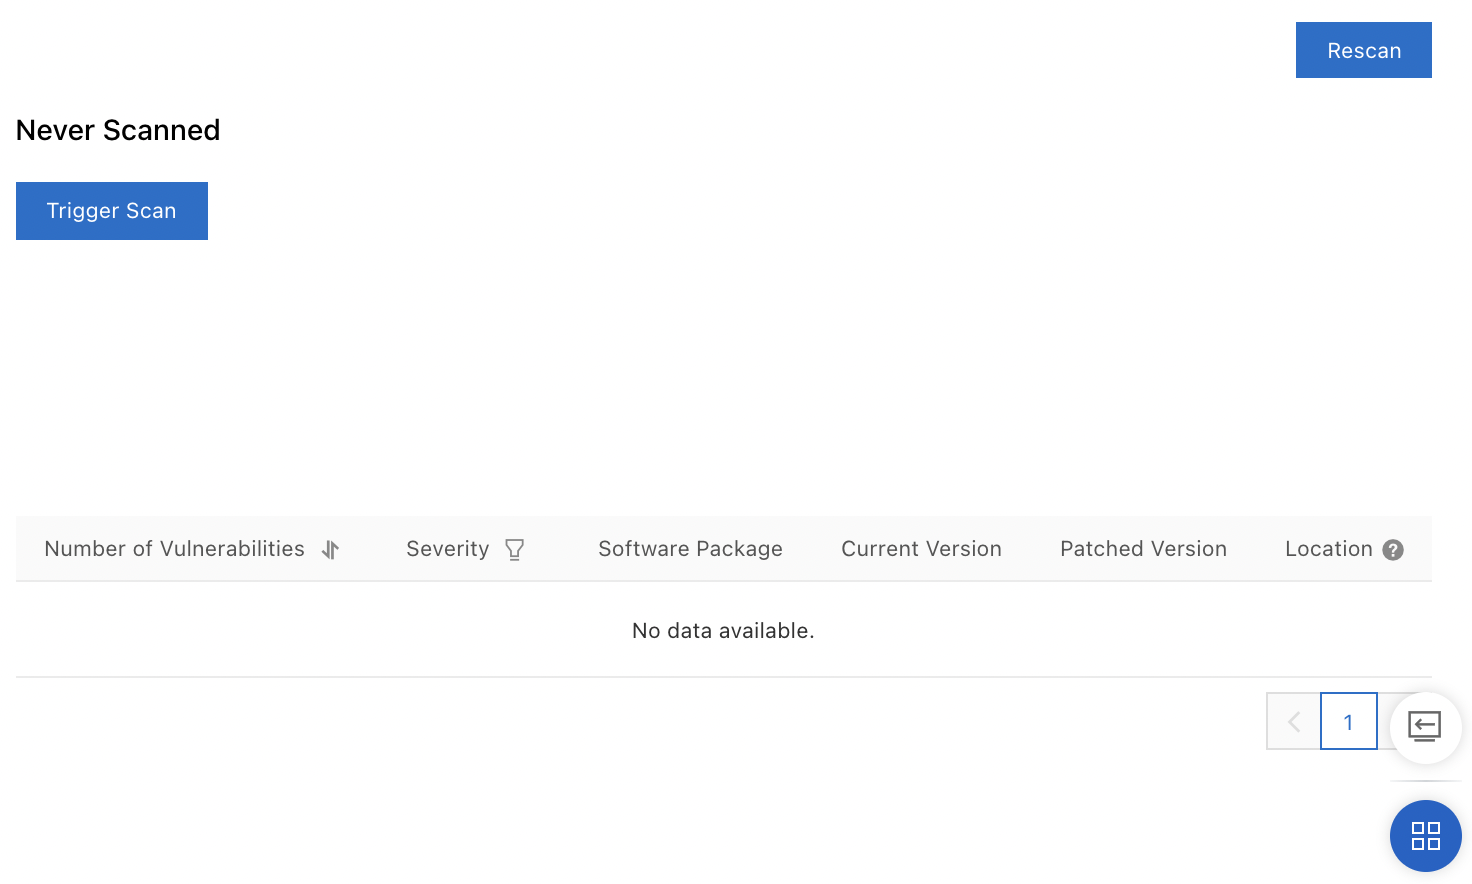 Rescan
Never Scanned
Trigger Scan
Number of Vulnerabilities Severity Software Package Current Version Patched Version Location ?
No data available.
1